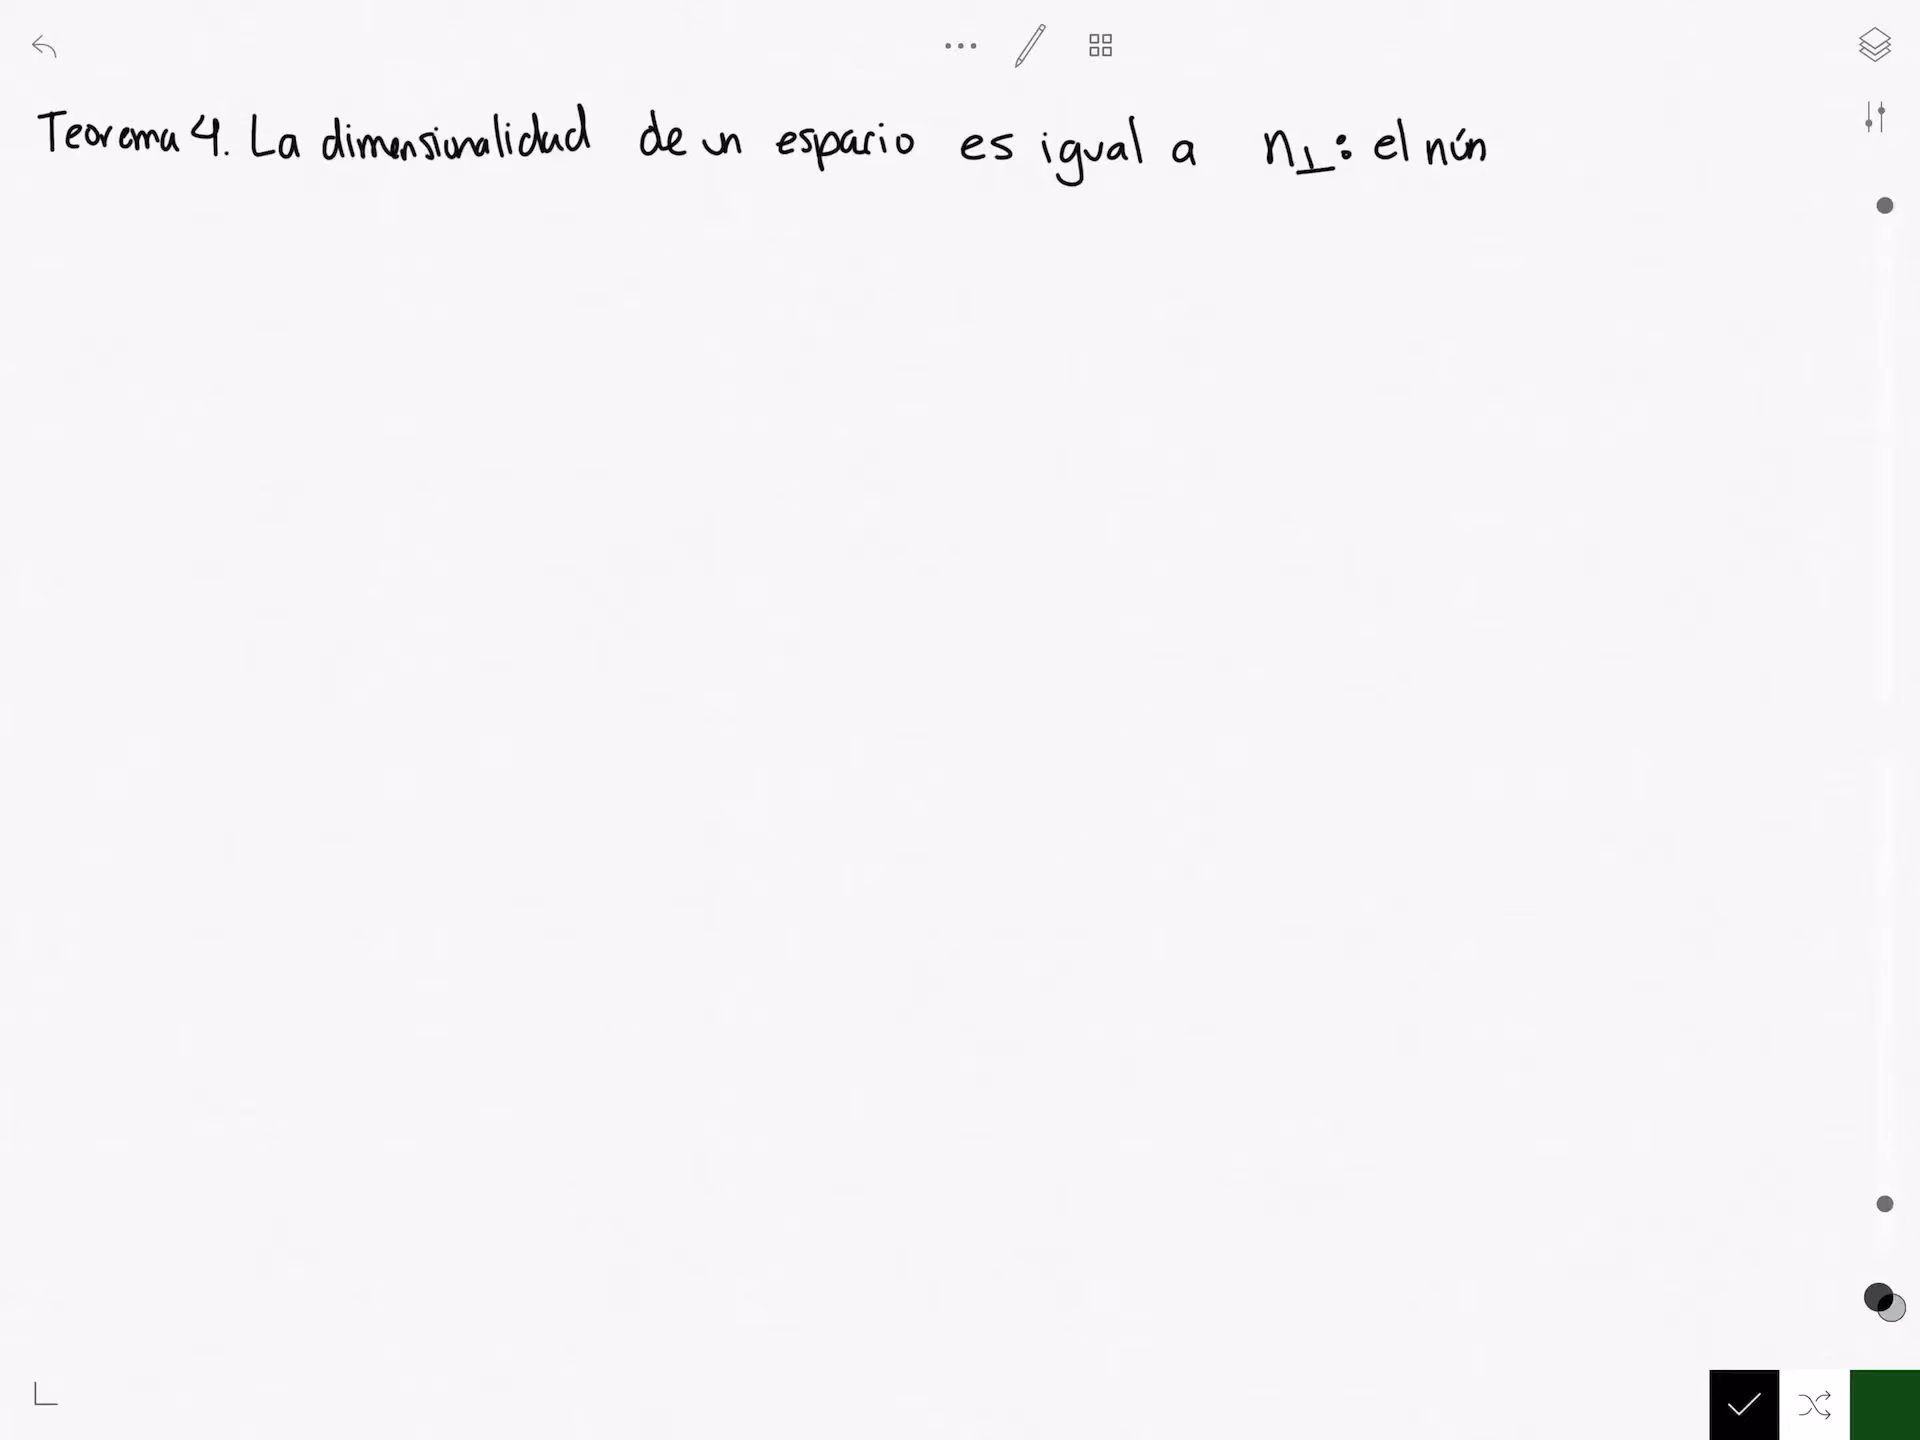 Teorema 4. La dimensionalidad de un espacio es igual a n⊥: el nún